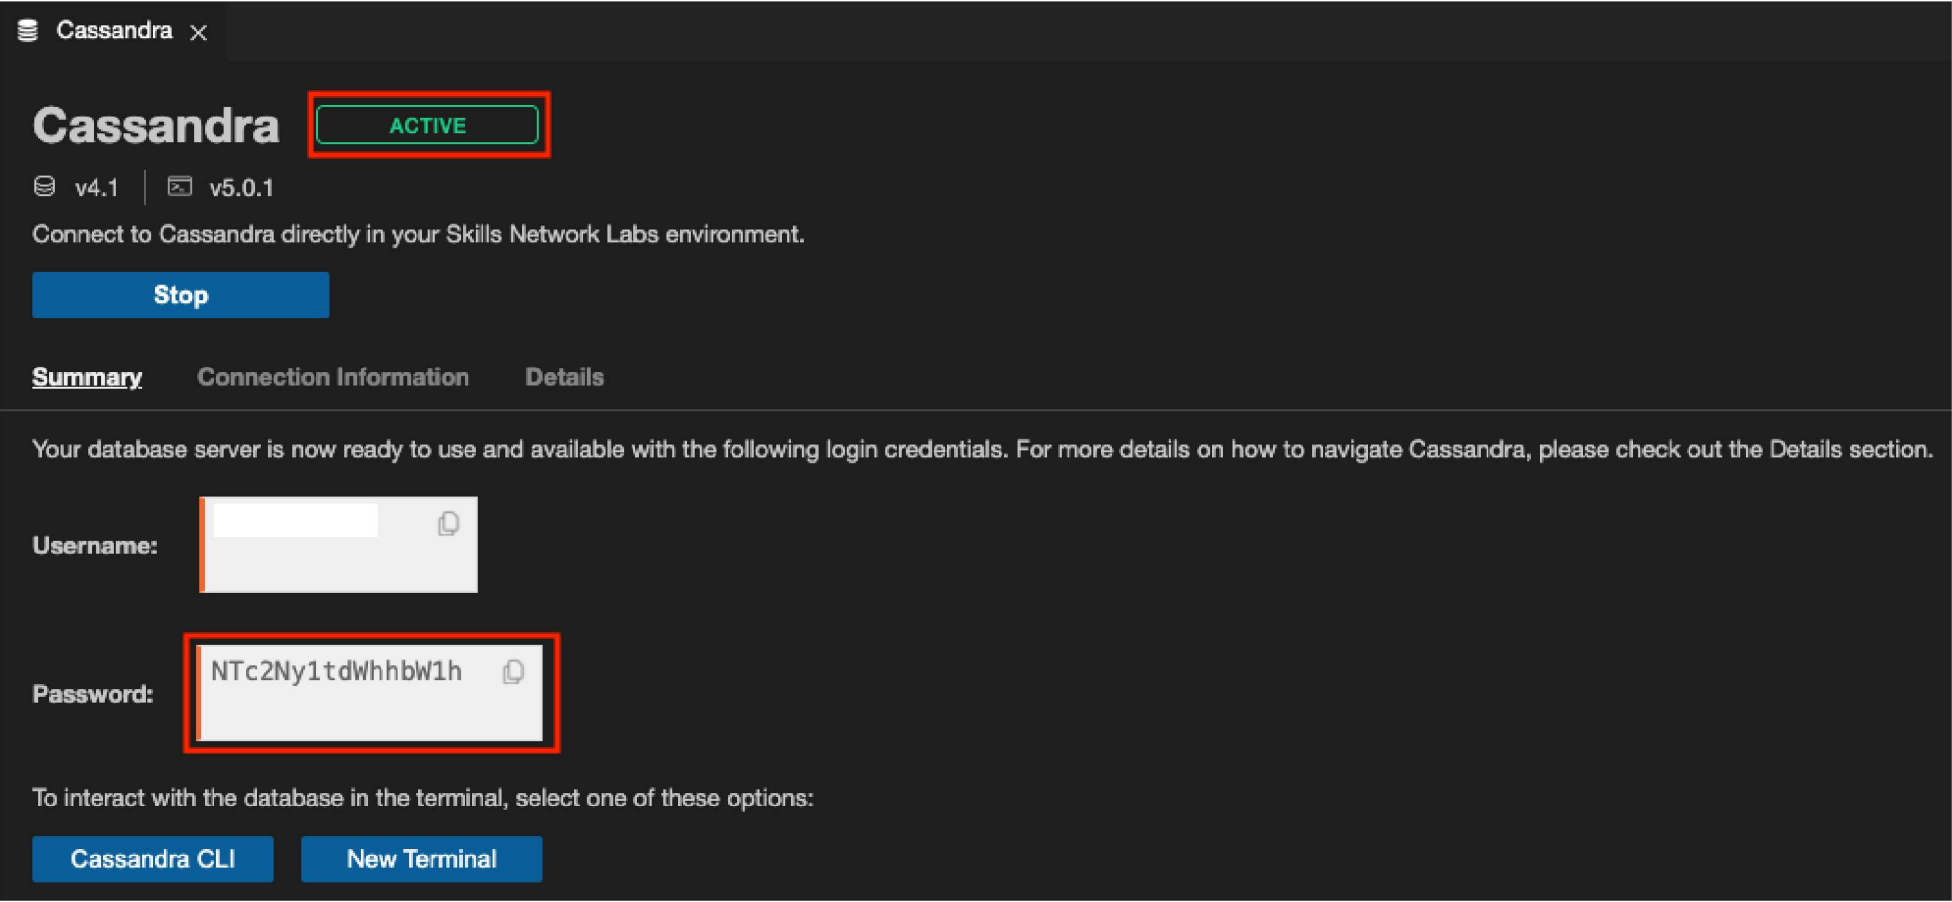 Cassandra
Cassandra ACTIVE
v4.1 v5.0.1
Connect to Cassandra directly in your Skills Network Labs environment.
Stop
Summary Connection Information Details
Your database server is now ready to use and available with the following login credentials. For more details on how to navigate Cassandra, please check out the Details section.
Username:
Password: NTc2Ny1tdWhhbW1h
To interact with the database in the terminal, select one of these options:
Cassandra CLI New Terminal